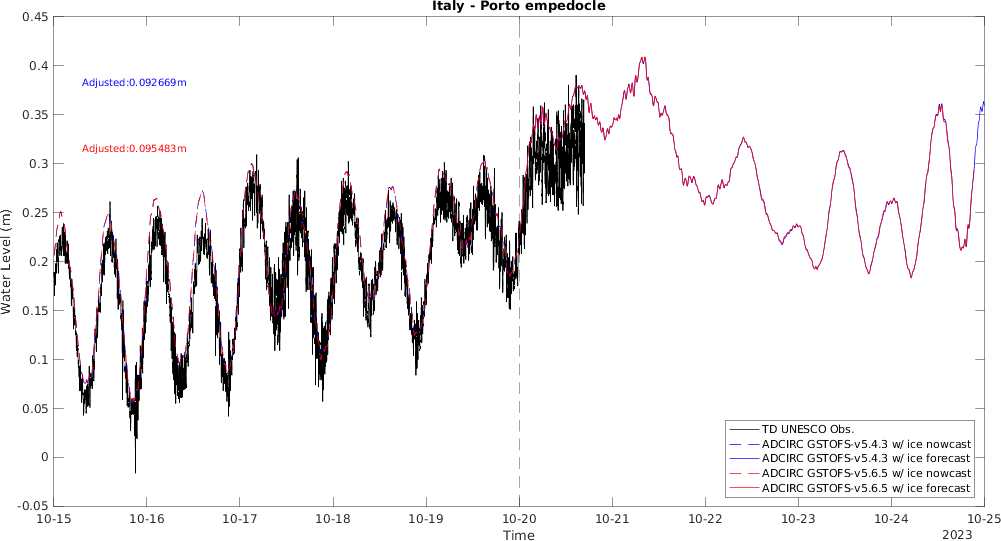 Italy - Porto empedocle
0.45
0.4
0.35
0.3
0.25
0.2
0.15
0.1
0.05
0
-0.05
Water Level (m)
Adjusted:0.092669m
Adjusted:0.095483m
TD UNESCO Obs.
ADCIRC GSTOFS-v5.4.3 w/ ice nowcast
ADCIRC GSTOFS-v5.4.3 w/ ice forecast
ADCIRC GSTOFS-v5.6.5 w/ ice nowcast
ADCIRC GSTOFS-v5.6.5 w/ ice forecast
10-15 10-16 10-17 10-18 10-19 10-20 10-21 10-22 10-23 10-24 10-25
Time 2023